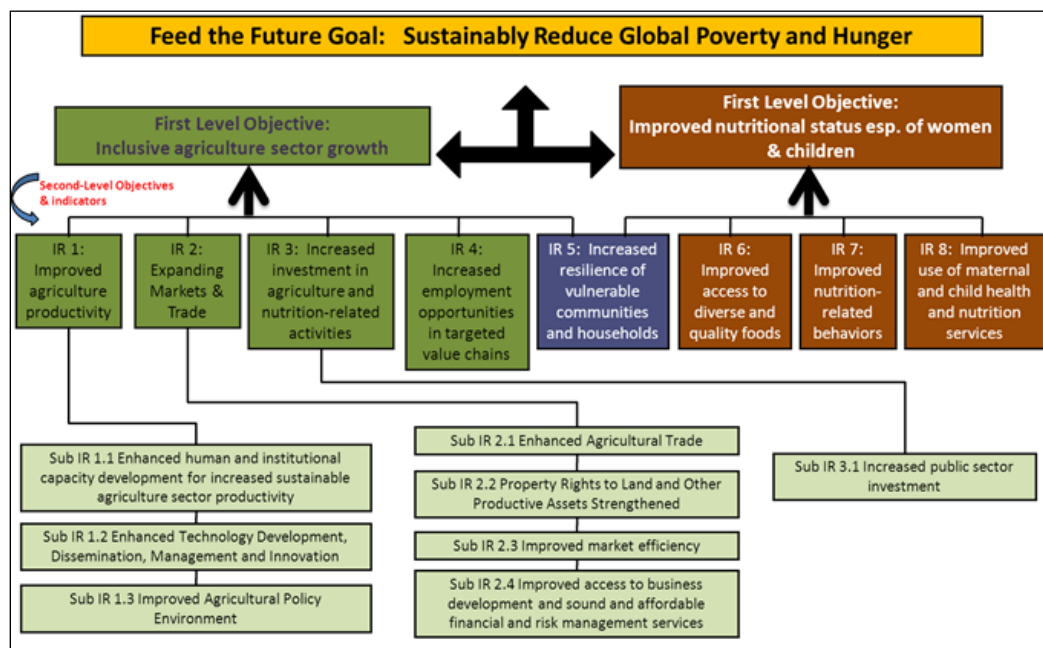 Feed the Future Goal: Sustainably Reduce Global Poverty and Hunger
First Level Objective:
Inclusive agriculture sector growth
First Level Objective:
Improved nutritional status esp. of women
& children
Second-Level Objectives
& indicators
IR 1:
Improved
agriculture
productivity
IR 2:
Expanding
Markets &
Trade
IR 3: Increased
investment in
agriculture and
nutrition-related
activities
IR 4:
Increased
employment
opportunities
in targeted
value chains
IR 5: Increased
resilience of
vulnerable
communities
and households
IR 6:
Improved
access to
diverse and
quality foods
IR 7:
Improved
nutrition-
related
behaviors
IR 8: Improved
use of maternal
and child health
and nutrition
services
Sub IR 1.1 Enhanced human and institutional
capacity development for increased sustainable
agriculture sector productivity
Sub IR 1.2 Enhanced Technology Development,
Dissemination, Management and Innovation
Sub IR 1.3 Improved Agricultural Policy
Environment
Sub IR 2.1 Enhanced Agricultural Trade
Sub IR 2.2 Property Rights to Land and Other
Productive Assets Strengthened
Sub IR 2.3 Improved market efficiency
Sub IR 2.4 Improved access to business
development and sound and affordable
financial and risk management services
Sub IR 3.1 Increased public sector
investment